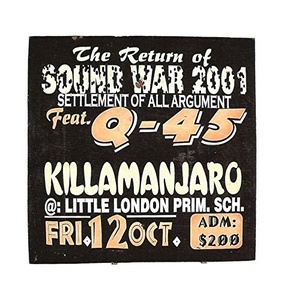 The Return of
SOUND WAR 2001
SETTLEMENT OF ALL ARGUMENT
Feat. Q-45
KILLAMANJARO
@: LITTLE LONDON PRIM. SCH.
FRI. 12 OCT. ADM: $200